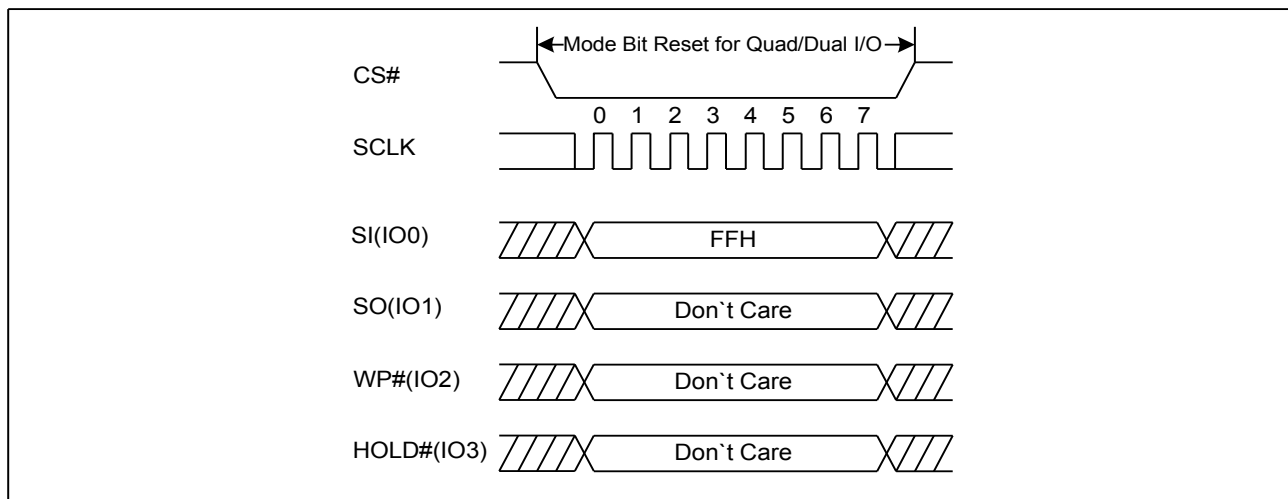 Mode Bit Reset for Quad/Dual I/O
CS#
0 1 2 3 4 5 6 7
SCLK
SI(IO0) FFH
SO(IO1) Don`t Care
WP#(IO2) Don`t Care
HOLD#(IO3) Don`t Care